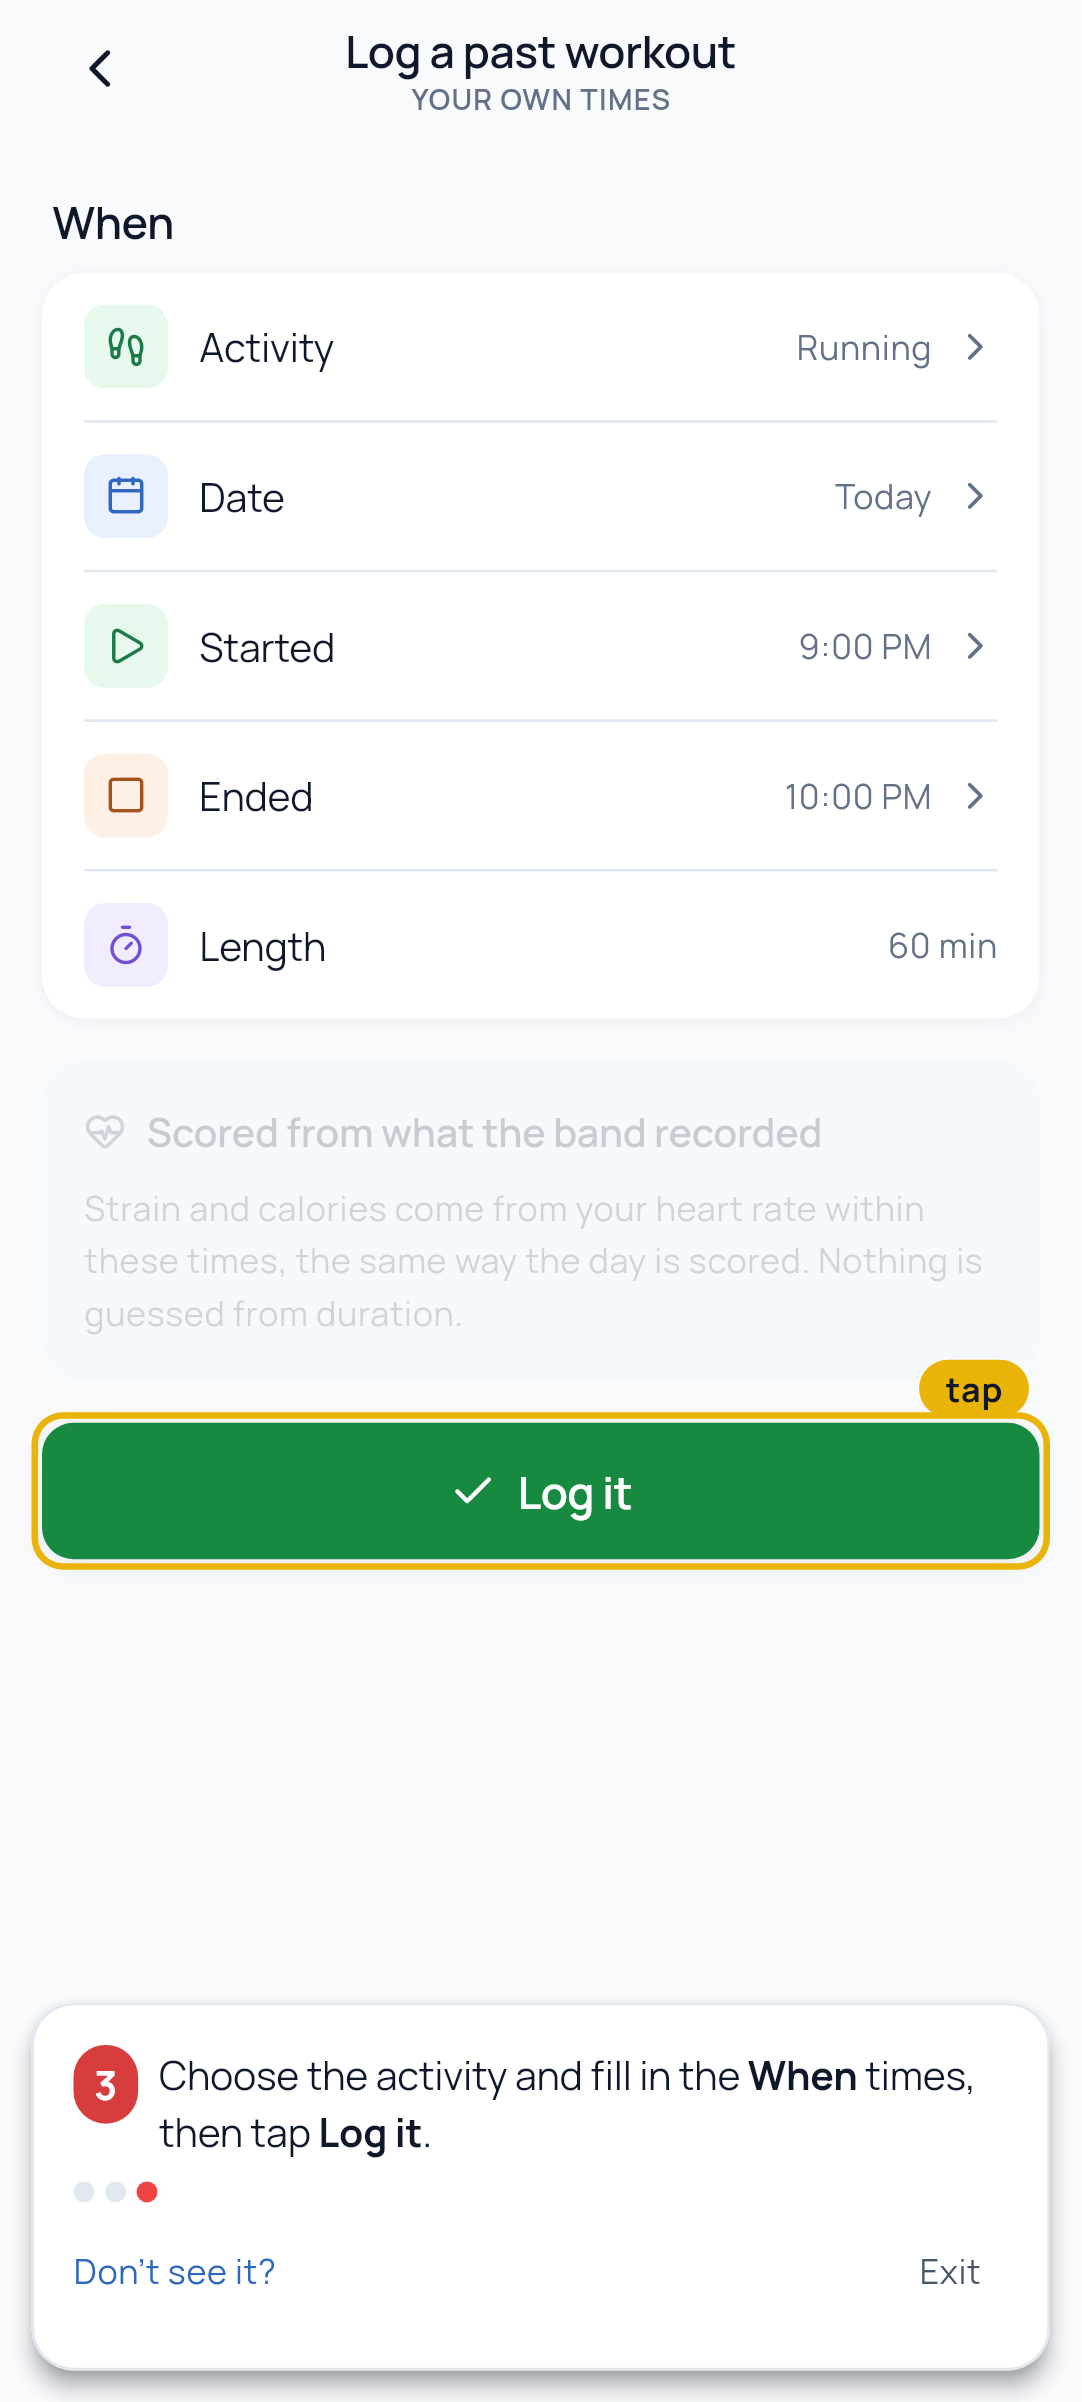 Log a past workout
YOUR OWN TIMES
When
Activity Running
Date Today
Started 9:00 PM
Ended 10:00 PM
Length 60 min
Scored from what the band recorded
Strain and calories come from your heart rate within
these times, the same way the day is scored. Nothing is
guessed from duration.
tap
Log it
3 Choose the activity and fill in the When times,
then tap Log it.
Don’t see it? Exit